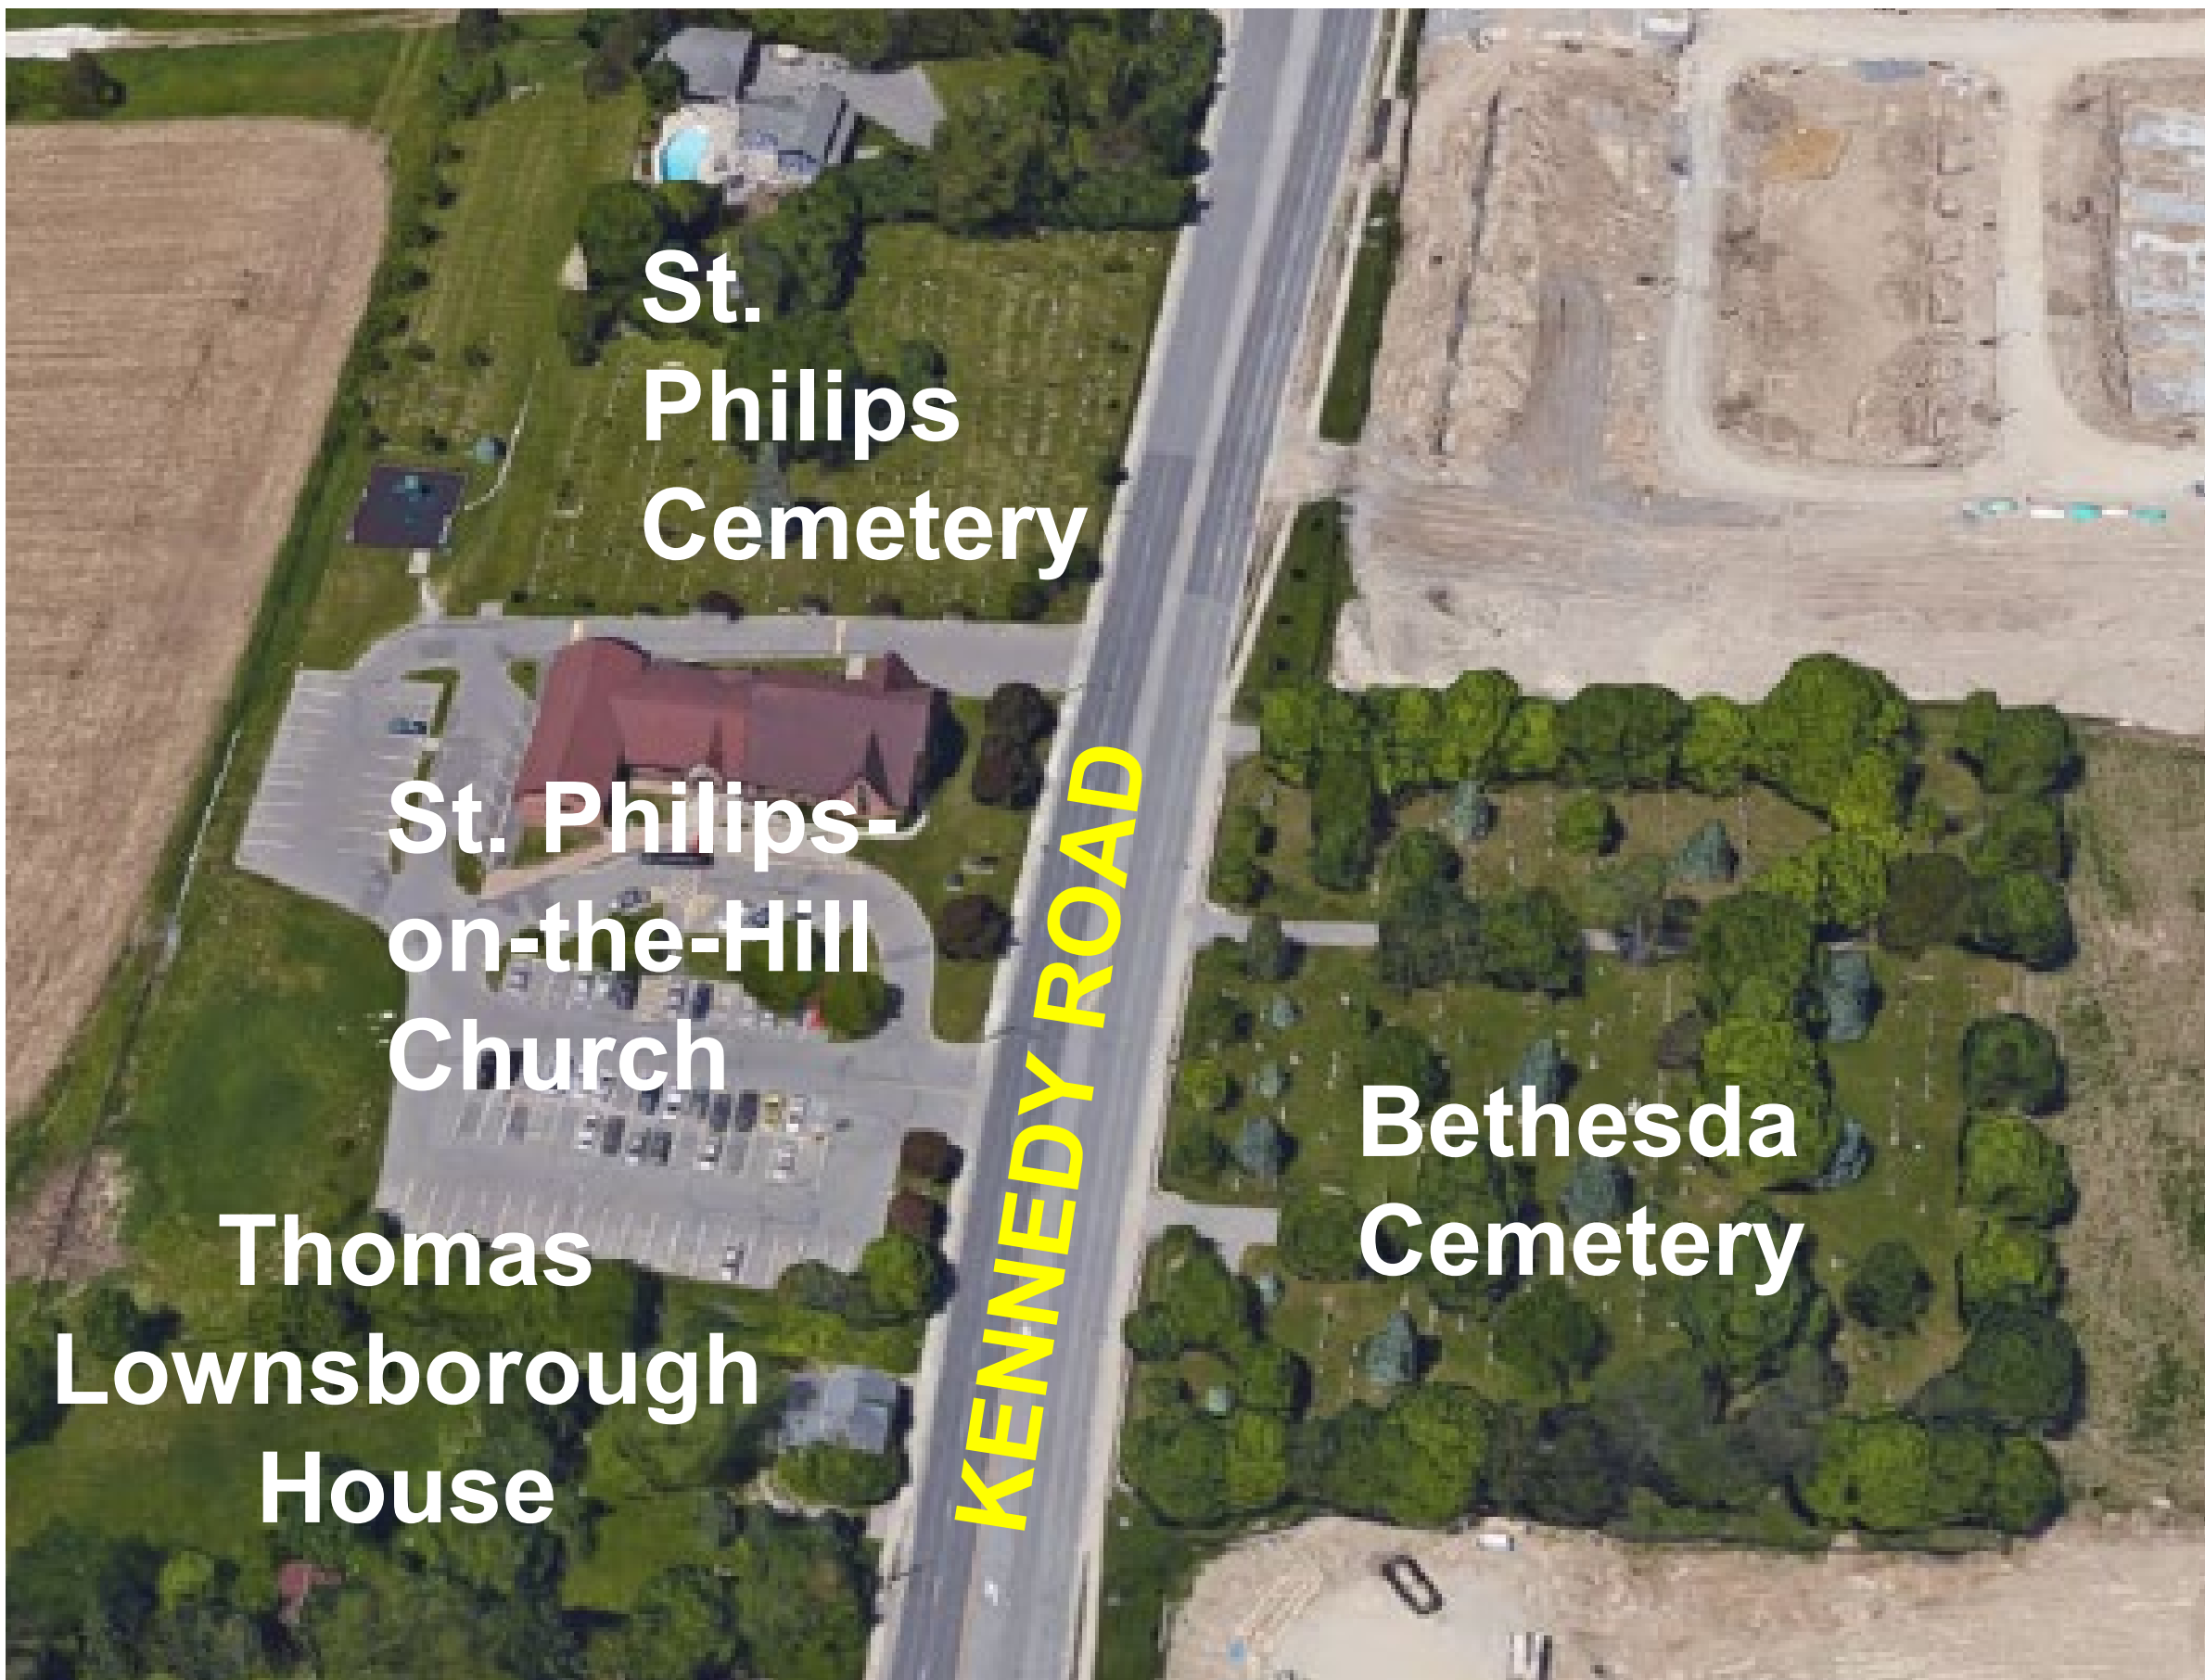 St.
Philips
Cemetery
St. Philips-
on-the-Hill
Church
KENNEDY ROAD
Bethesda
Cemetery
Thomas
Lownsborough
House